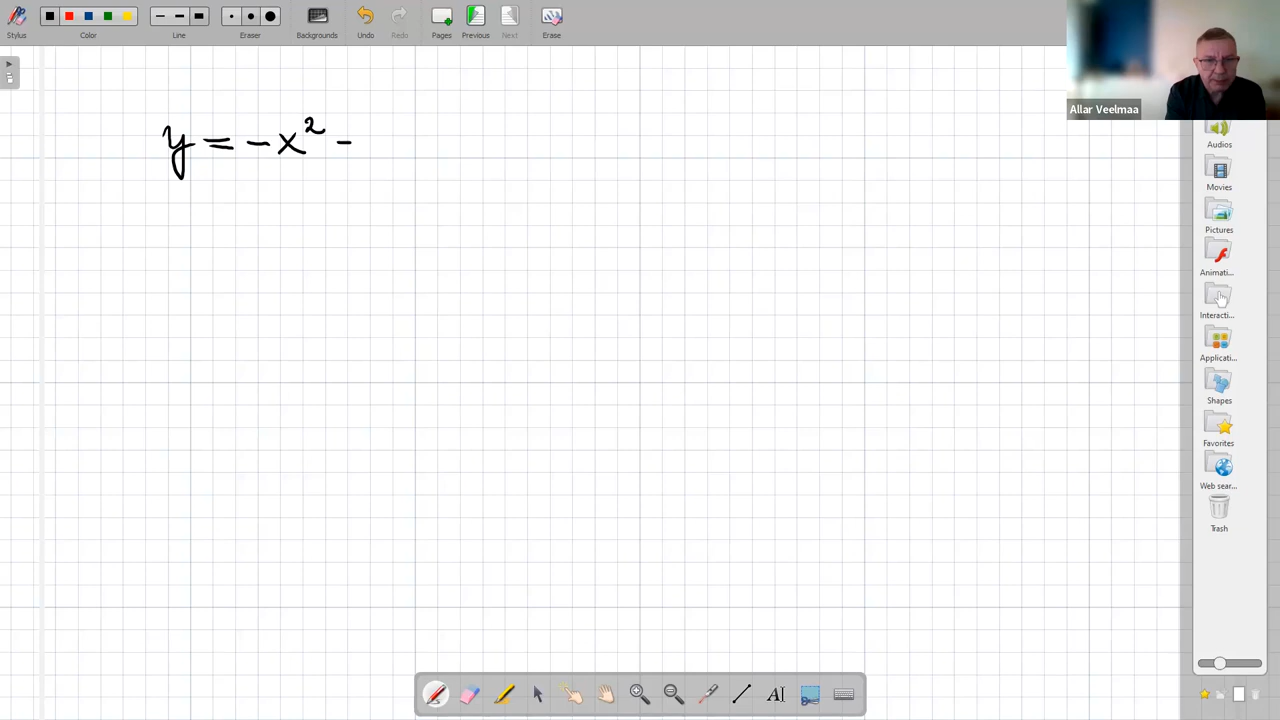 Stylus
Color
Line
Eraser
Backgrounds
Undo
Redo
Pages
Previous
Next
Erase
Allar Veelmaa
y = -x² -
Audios
Movies
Pictures
Animati...
Interacti...
Applicati...
Shapes
Favorites
Web sear...
Trash
AI